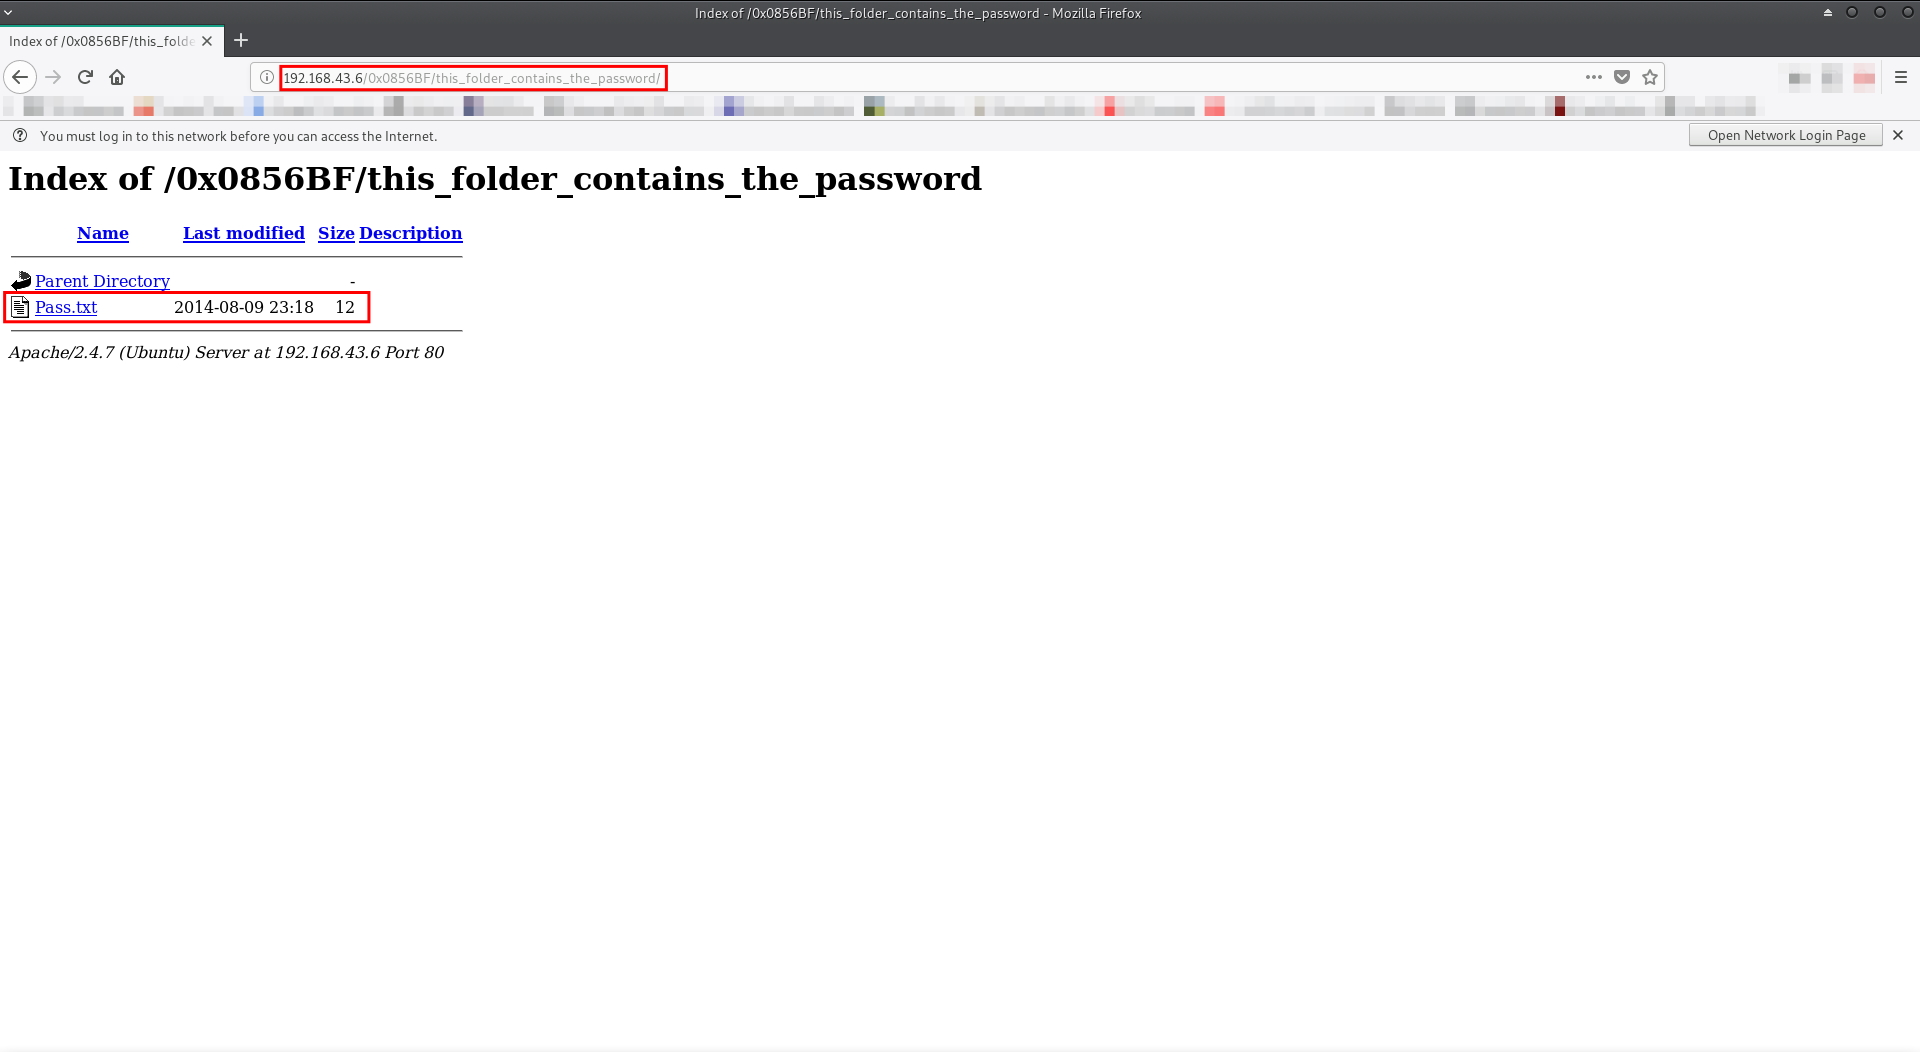 Index of /0x0856BF/this_folder_contains_the_password - Mozilla Firefox
Index of /0x0856BF/this_folde
192.168.43.6/0x0856BF/this_folder_contains_the_password/
You must log in to this network before you can access the Internet.
Open Network Login Page
Index of /0x0856BF/this_folder_contains_the_password
Name Last modified Size Description
Parent Directory -
Pass.txt 2014-08-09 23:18 12
Apache/2.4.7 (Ubuntu) Server at 192.168.43.6 Port 80